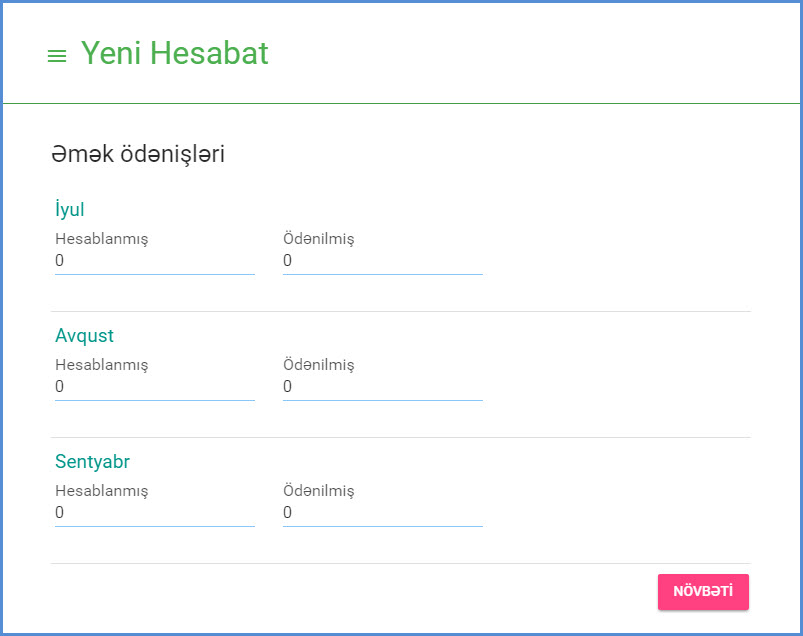 Yeni Hesabat
Əmək ödənişləri
İyul
Hesablanmış Ödənilmiş
0 0
Avqust
Hesablanmış Ödənilmiş
0 0
Sentyabr
Hesablanmış Ödənilmiş
0 0
NÖVBƏTİ